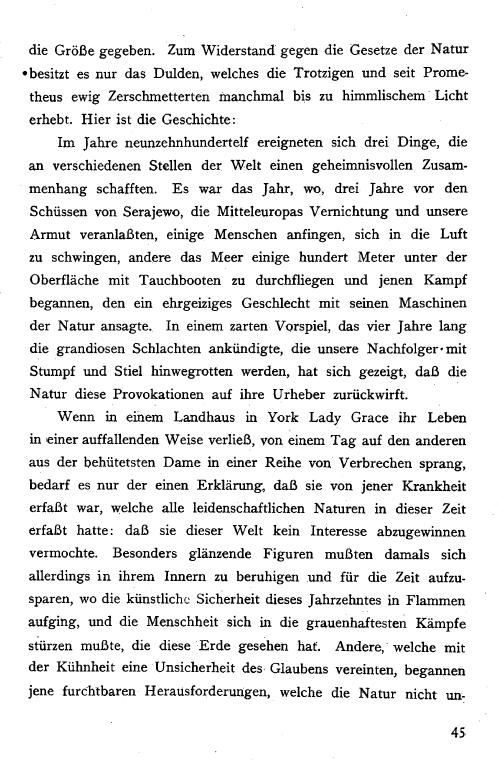 die Größe gegeben. Zum Widerstand gegen die Gesetze der Natur
besitzt es nur das Dulden, welches die Trotzigen und seit Prome-
theus ewig Zerschmetterten manchmal bis zu himmlischem Licht
erhebt. Hier ist die Geschichte:
Im Jahre neunzehnhundertelf ereigneten sich drei Dinge, die
an verschiedenen Stellen der Welt einen geheimnisvollen Zusam-
menhang schafften. Es war das Jahr, wo, drei Jahre vor den
Schüssen von Serajewo, die Mitteleuropas Vernichtung und unsere
Armut veranlaßten, einige Menschen anfingen, sich in die Luft
zu schwingen, andere das Meer einige hundert Meter unter der
Oberfläche mit Tauchbooten zu durchfliegen und jenen Kampf
begannen, den ein ehrgeiziges Geschlecht mit seinen Maschinen
der Natur ansagte. In einem zarten Vorspiel, das vier Jahre lang
die grandiosen Schlachten ankündigte, die unsere Nachfolger mit
Stumpf und Stiel hinwegrotten werden, hat sich gezeigt, daß die
Natur diese Provokationen auf ihre Urheber zurückwirft.
Wenn in einem Landhaus in York Lady Grace ihr Leben
in einer auffallenden Weise verließ, von einem Tag auf den anderen
aus der behütetsten Dame in einer Reihe von Verbrechen sprang,
bedarf es nur der einen Erklärung, daß sie von jener Krankheit
erfaßt war, welche alle leidenschaftlichen Naturen in dieser Zeit
erfaßt hatte: daß sie dieser Welt kein Interesse abzugewinnen
vermochte. Besonders glänzende Figuren mußten damals sich
allerdings in ihrem Innern zu beruhigen und für die Zeit aufzu-
sparen, wo die künstliche Sicherheit dieses Jahrzehntes in Flammen
aufging, und die Menschheit sich in die grauenhaftesten Kämpfe
stürzen mußte, die diese Erde gesehen hat. Andere, welche mit
der Kühnheit eine Unsicherheit des Glaubens vereinten, begannen
jene furchtbaren Herausforderungen, welche die Natur nicht un-
45